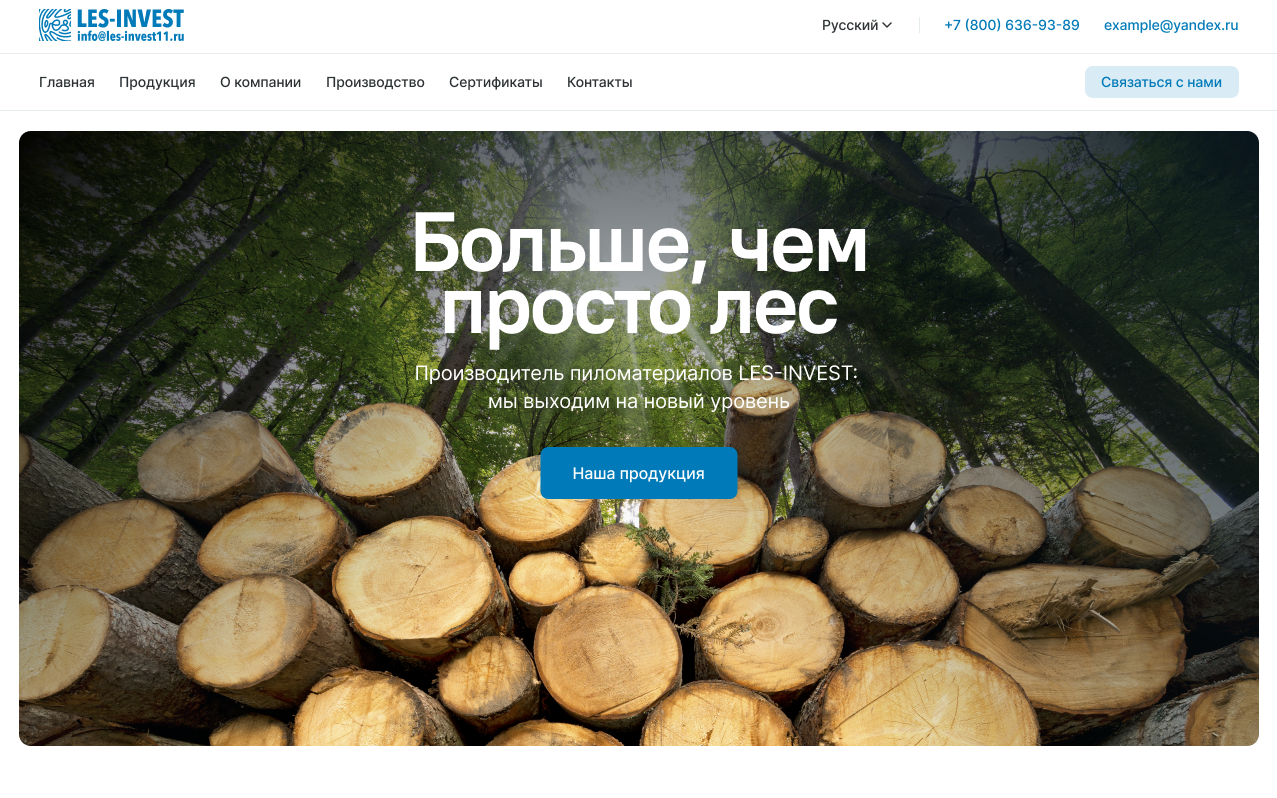 LES-INVEST
info@les-invest11.ru
Русский
+7 (800) 636-93-89
example@yandex.ru
Главная
Продукция
О компании
Производство
Сертификаты
Контакты
Связаться с нами
Больше, чем
просто лес
Производитель пиломатериалов LES-INVEST:
мы выходим на новый уровень
Наша продукция